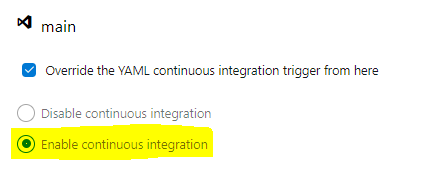 main
Override the YAML continuous integration trigger from here
Disable continuous integration
Enable continuous integration